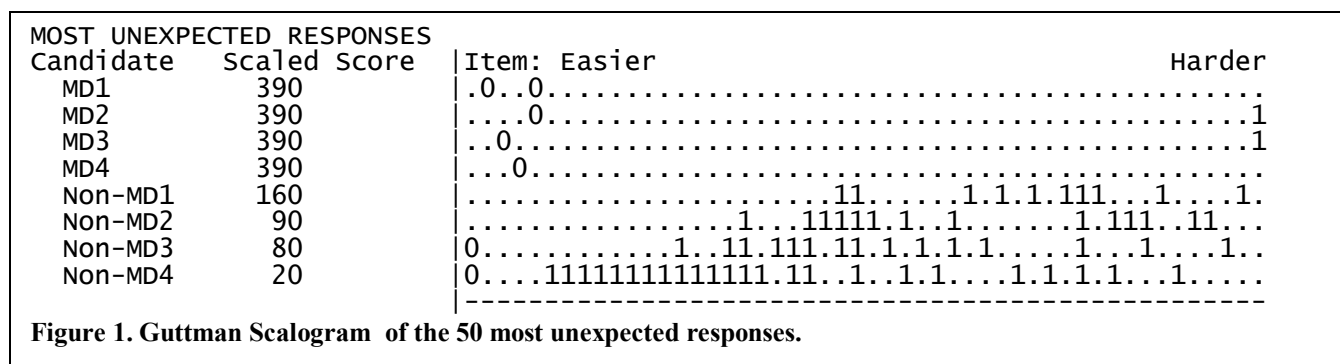 MOST UNEXPECTED RESPONSES
Candidate Scaled Score |Item: Easier Harder
MD1 390 |.0..0.............................................
MD2 390 |....0............................................1
MD3 390 |..0..............................................1
MD4 390 |...0..............................................
Non-MD1 160 |.......................11......1.1.1.111...1....1.
Non-MD2 90 |.................1...11111.1..1.......1.111..11...
Non-MD3 80 |0............1..11.111.11.1.1.1.1.....1...1....1..
Non-MD4 20 |0....11111111111111.11..1..1.1....1.1.1.1...1.....
|--------------------------------------------------
Figure 1. Guttman Scalogram of the 50 most unexpected responses.